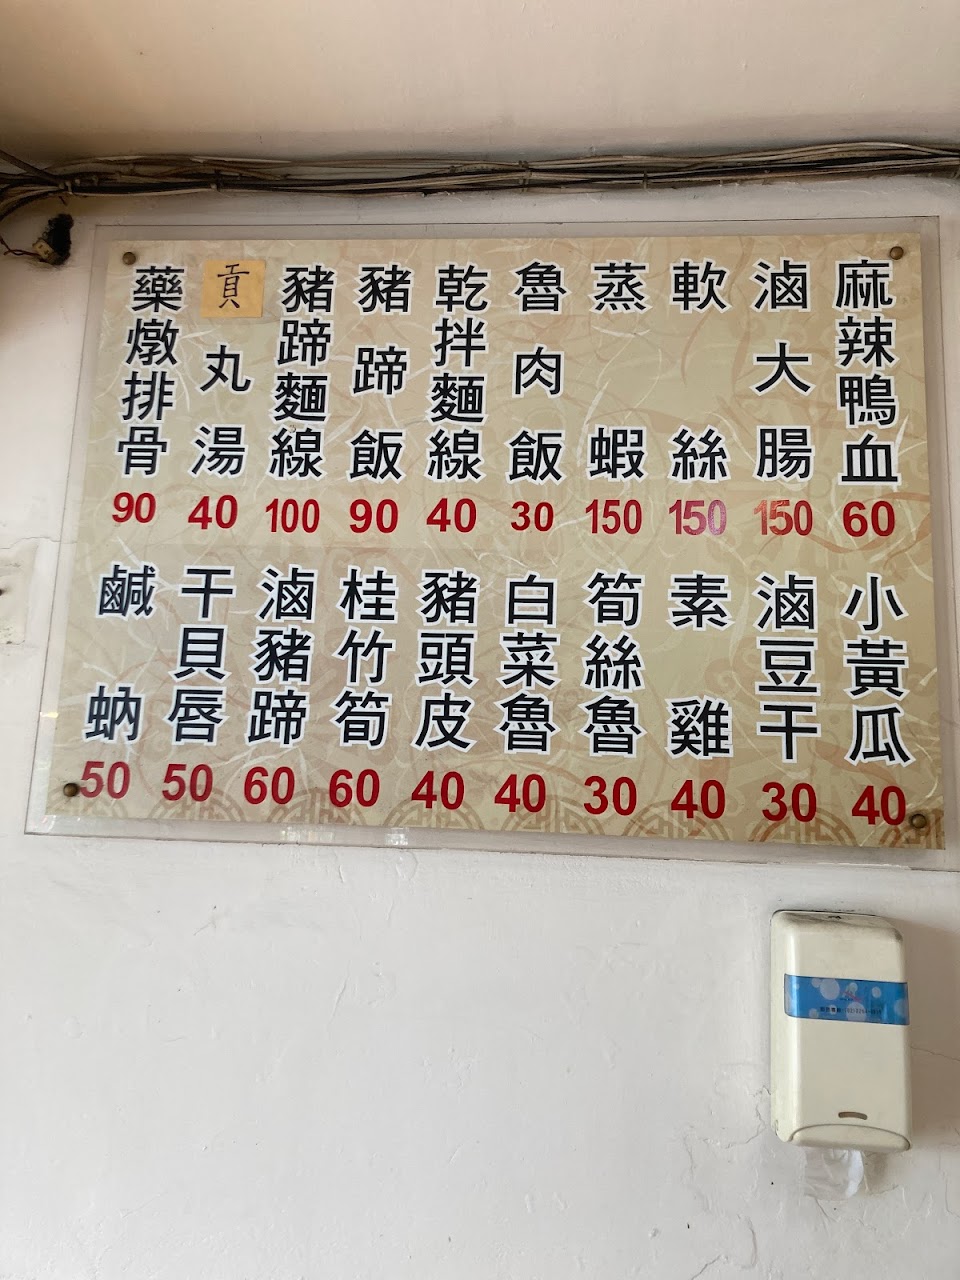 麻辣鴨血 60
滷大腸 150
軟絲 150
蒸蝦 150
魯肉飯 30
乾拌麵線 40
豬蹄飯 90
豬蹄麵線 100
貢丸湯 40
藥燉排骨 90
小黃瓜 40
滷豆干 30
素雞 40
筍絲魯 30
白菜魯 40
豬頭皮 40
桂竹筍 60
滷豬蹄 60
干貝唇 50
鹹蚋 50